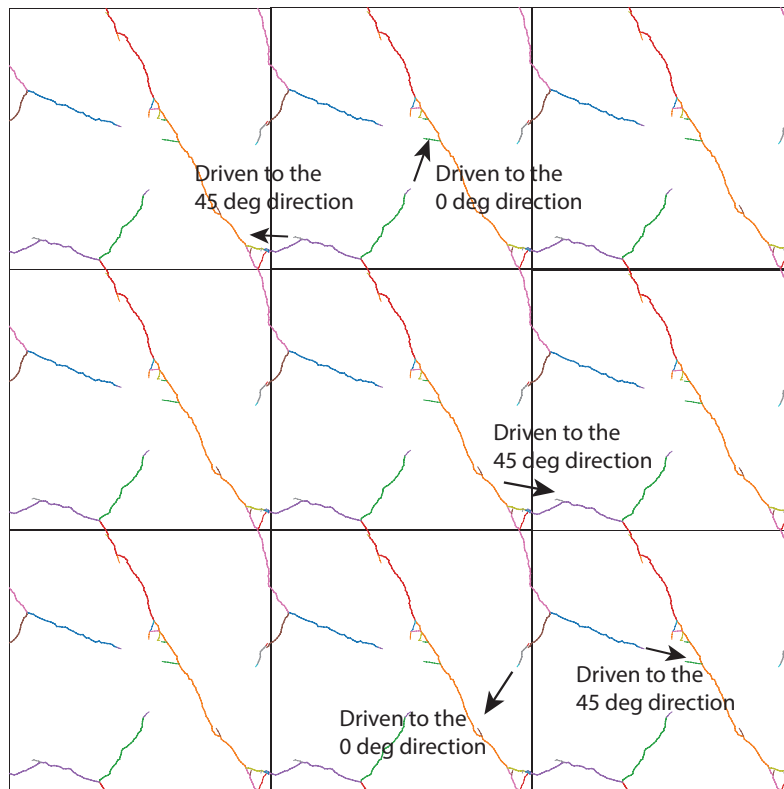 Driven to the
45 deg direction
Driven to the
0 deg direction
Driven to the
45 deg direction
Driven to the
45 deg direction
Driven to the
0 deg direction